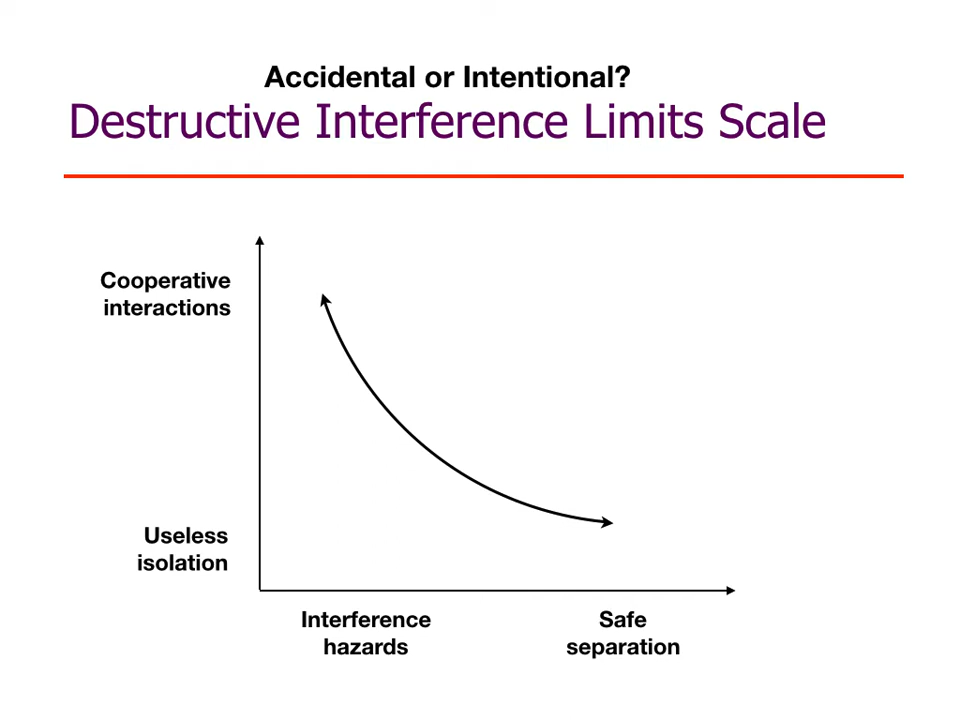 Accidental or Intentional?
Destructive Interference Limits Scale
Cooperative
interactions
Useless
isolation
Interference
hazards
Safe
separation